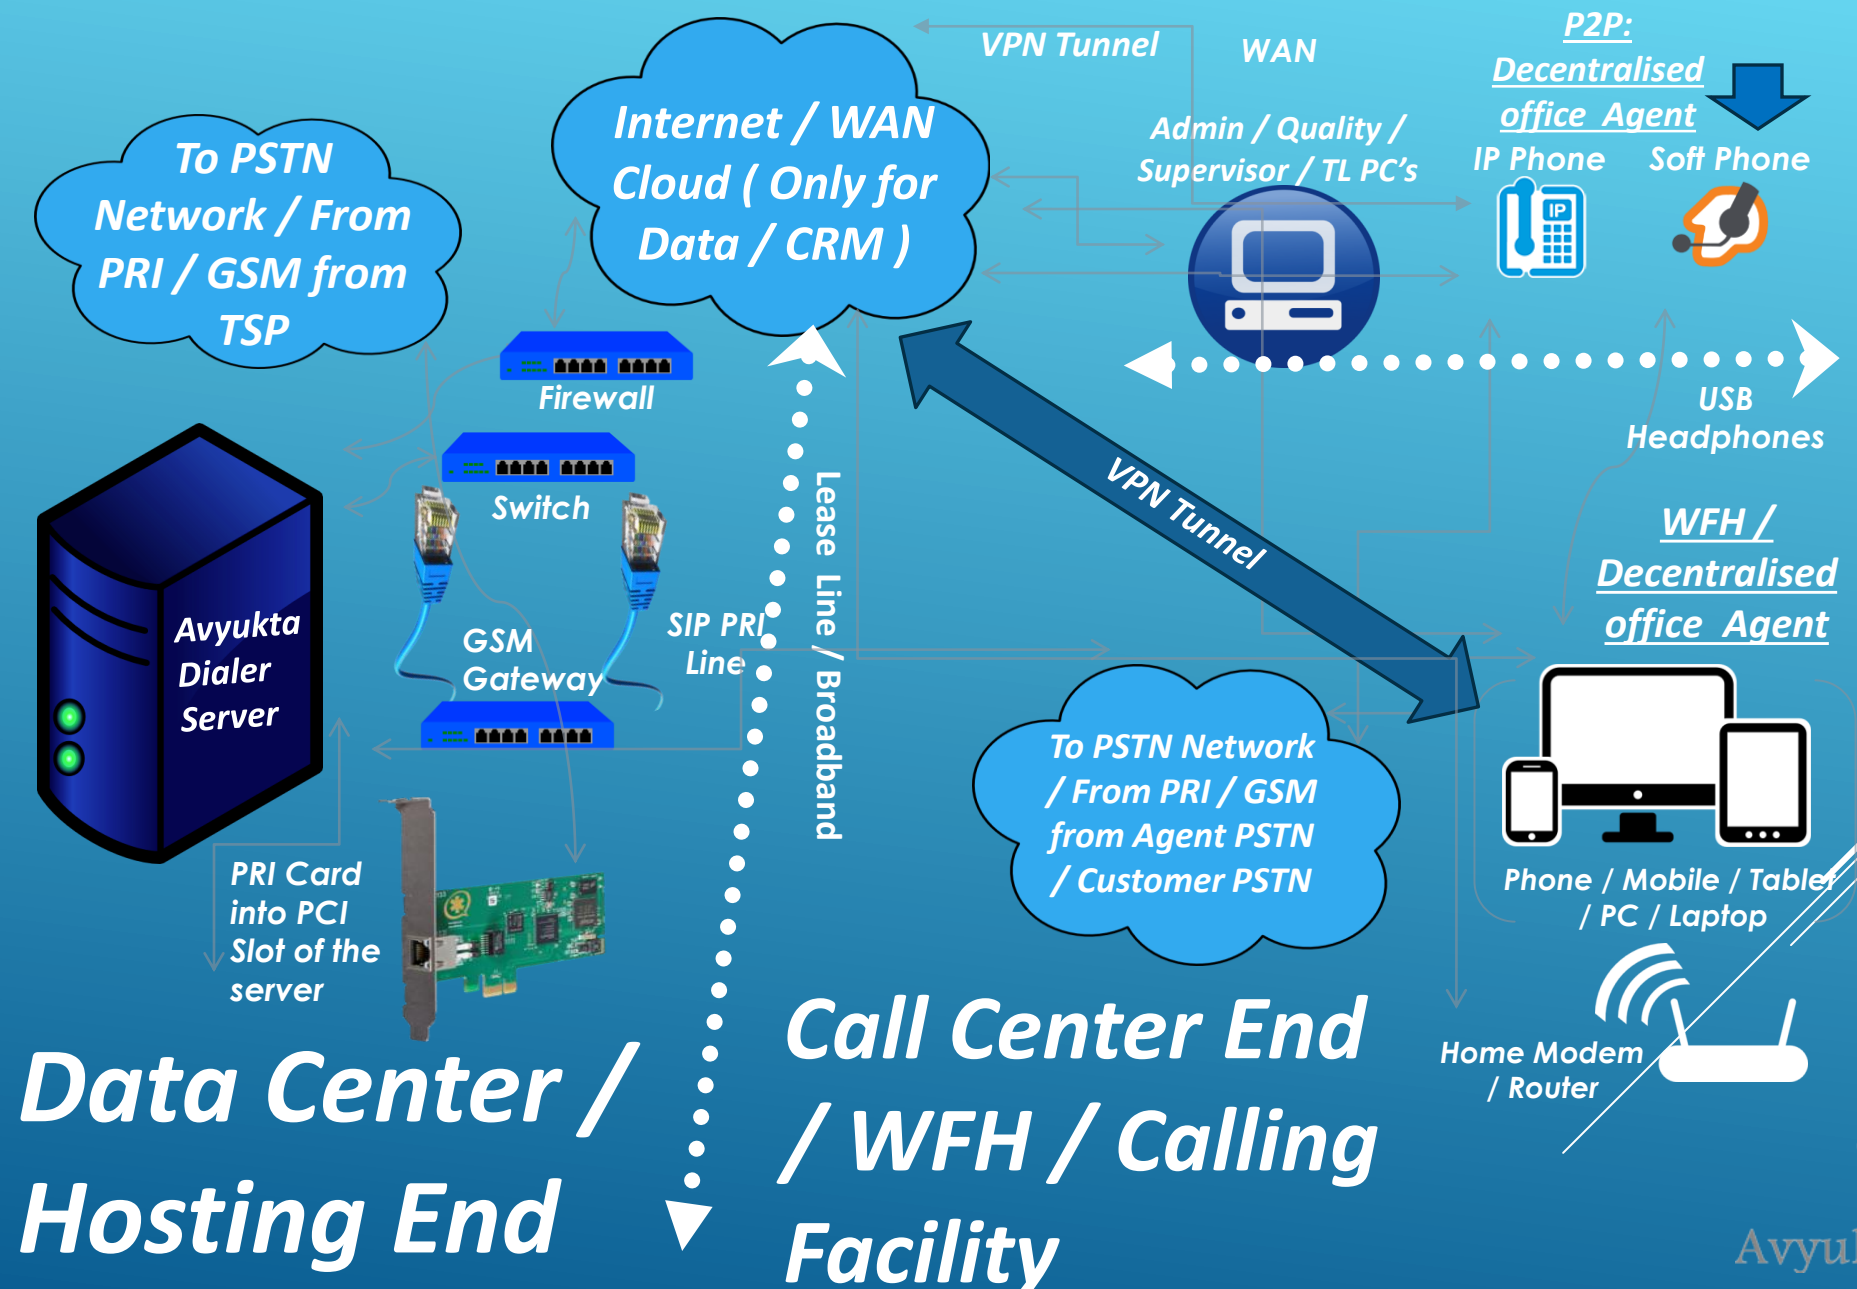 VPN Tunnel
WAN
P2P:
Decentralised
office Agent
IP Phone
Soft Phone
IP
Internet / WAN
Cloud ( Only for
Data / CRM )
Admin / Quality /
Supervisor / TL PC's
To PSTN
Network / From
PRI / GSM from
TSP
Firewall
Switch
USB
Headphones
VPN Tunnel
Lease Line / Broadband
WFH /
Decentralised
office Agent
Avyukta
Dialer
Server
GSM
Gateway
SIP PRI
Line
To PSTN Network
/ From PRI / GSM
from Agent PSTN
/ Customer PSTN
PRI Card
into PCI
Slot of the
server
Phone / Mobile / Tablet
/ PC / Laptop
Home Modem
/ Router
Data Center /
Hosting End
Call Center End
/ WFH / Calling
Facility